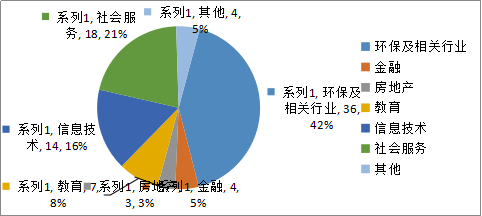 系列1, 其他, 4,
5%
系列1, 社会服
务, 18, 21%
系列1, 环保及
相关行业, 36,
42%
系列1, 信息技
术, 14, 16%
系列1, 教育, 7,
8%
系列1, 房地
3, 3%
系列1, 金融, 4,
5%
环保及相关行业
金融
房地产
教育
信息技术
社会服务
其他